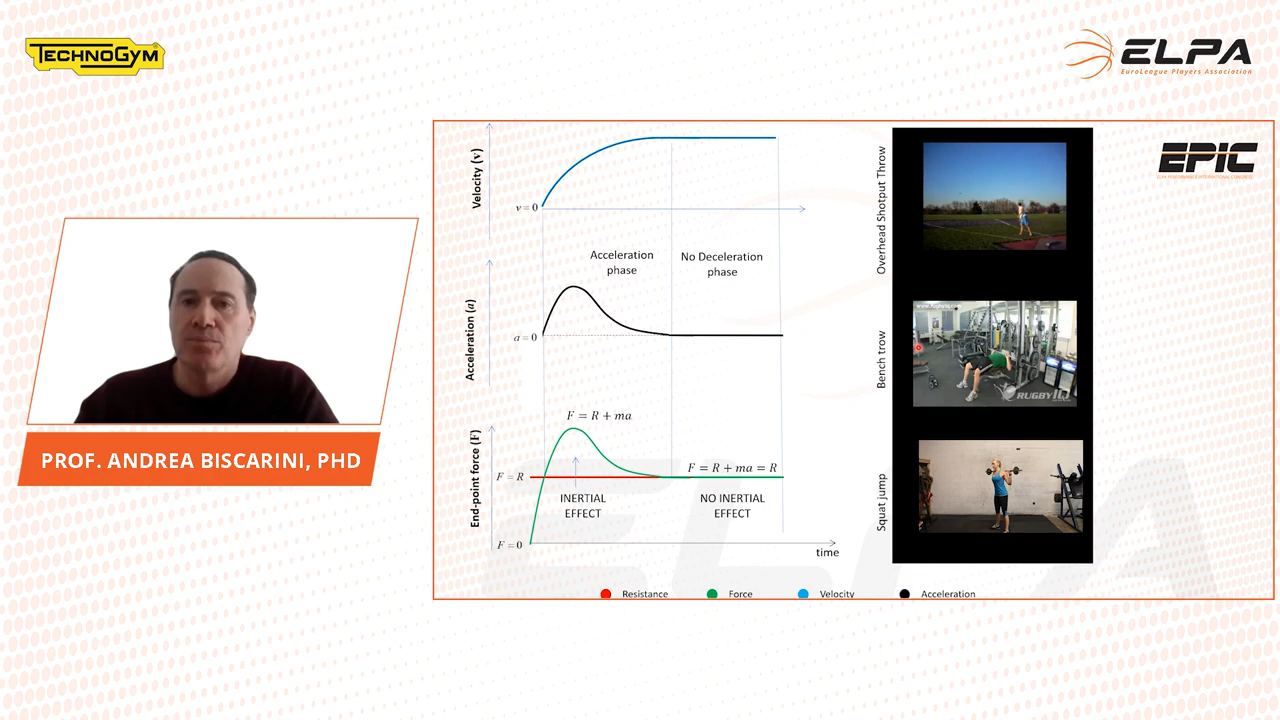 TECHNOGYM
ELPA
EuroLeague Players Association
EPIC
PROF. ANDREA BISCARINI, PHD
Velocity (v)
v = 0
Acceleration
phase
No Deceleration
phase
Acceleration (a)
a = 0
F = R + ma
End-point force (F)
F = R
F = R + ma = R
INERTIAL
EFFECT
NO INERTIAL
EFFECT
F = 0
time
Resistance
Force
Velocity
Acceleration
Overhead Shotput Throw
Bench trow
RUGBY IQ
Squat jump